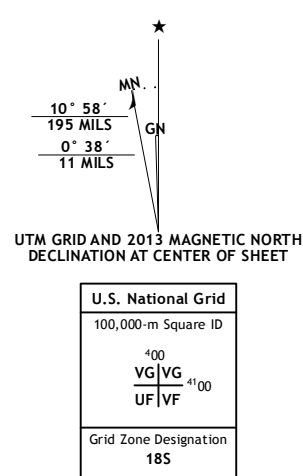 ★
MN
10° 58´
195 MILS
GN
0° 38´
11 MILS
UTM GRID AND 2013 MAGNETIC NORTH
DECLINATION AT CENTER OF SHEET
U.S. National Grid
100,000-m Square ID
⁴00
VG VG
⁴¹00
UF VF
Grid Zone Designation
18S